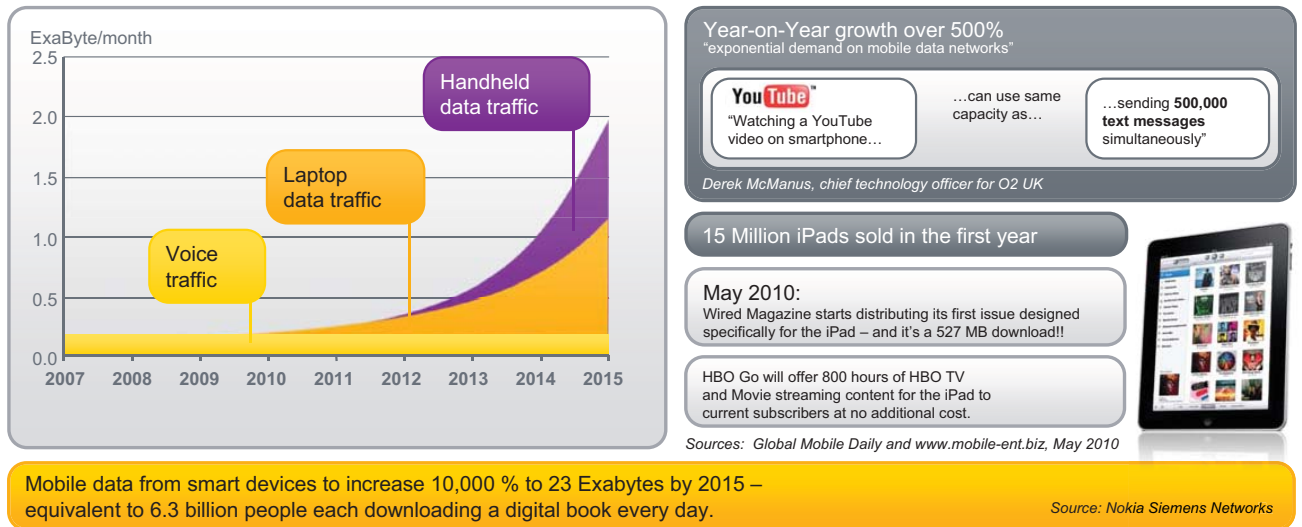 ExaByte/month
2.5
2.0
1.5
1.0
0.5
0.0
2007 2008 2009 2010 2011 2012 2013 2014 2015
Voice
traffic
Laptop
data traffic
Handheld
data traffic
Year-on-Year growth over 500%
“exponential demand on mobile data networks”
YouTube™
“Watching a YouTube
video on smartphone…
…can use same
capacity as…
…sending 500,000
text messages
simultaneously”
Derek McManus, chief technology officer for O2 UK
15 Million iPads sold in the first year
May 2010:
Wired Magazine starts distributing its first issue designed
specifically for the iPad – and it’s a 527 MB download!!
HBO Go will offer 800 hours of HBO TV
and Movie streaming content for the iPad to
current subscribers at no additional cost.
Sources: Global Mobile Daily and www.mobile-ent.biz, May 2010
Mobile data from smart devices to increase 10,000 % to 23 Exabytes by 2015 –
equivalent to 6.3 billion people each downloading a digital book every day.
Source: Nokia Siemens Networks